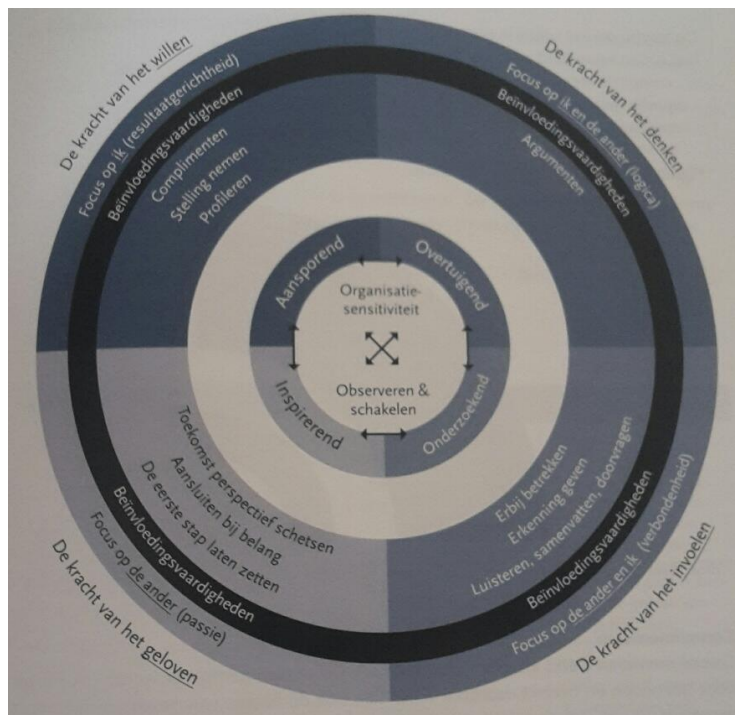 De kracht van het willen
Focus op ik (resultaatgerichtheid)
Beïnvloedingsvaardigheden
Complimenten
Stelling nemen
Profileren
De kracht van het denken
Focus op ik en de ander (logica)
Beïnvloedingsvaardigheden
Argumenten
Aansporend
Overtuigend
Organisatie-
sensitiviteit
Observeren &
schakelen
Inspirerend
Onderzoekend
Toekomst perspectief schetsen
Aansluiten bij belang
De eerste stap laten zetten
Beïnvloedingsvaardigheden
Focus op de ander (passie)
De kracht van het geloven
Erbij betrekken
Erkenning geven
Luisteren, samenvatten, doorvragen
Beïnvloedingsvaardigheden
Focus op de ander en ik (verbondenheid)
De kracht van het invoelen